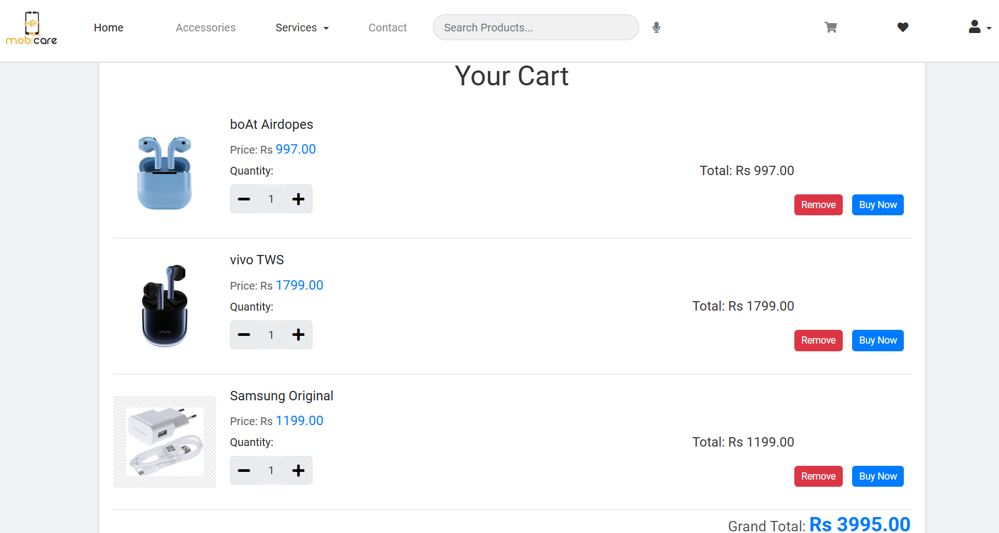 mobicare
Home
Accessories
Services
Contact
Search Products...
Your Cart
boAt Airdopes
Price: Rs 997.00
Quantity:
1
Total: Rs 997.00
Remove
Buy Now
vivo TWS
Price: Rs 1799.00
Quantity:
vivo
1
Total: Rs 1799.00
Remove
Buy Now
Samsung Original
Price: Rs 1199.00
Quantity:
SAMSUNG
1
Total: Rs 1199.00
Remove
Buy Now
Grand Total: Rs 3995.00